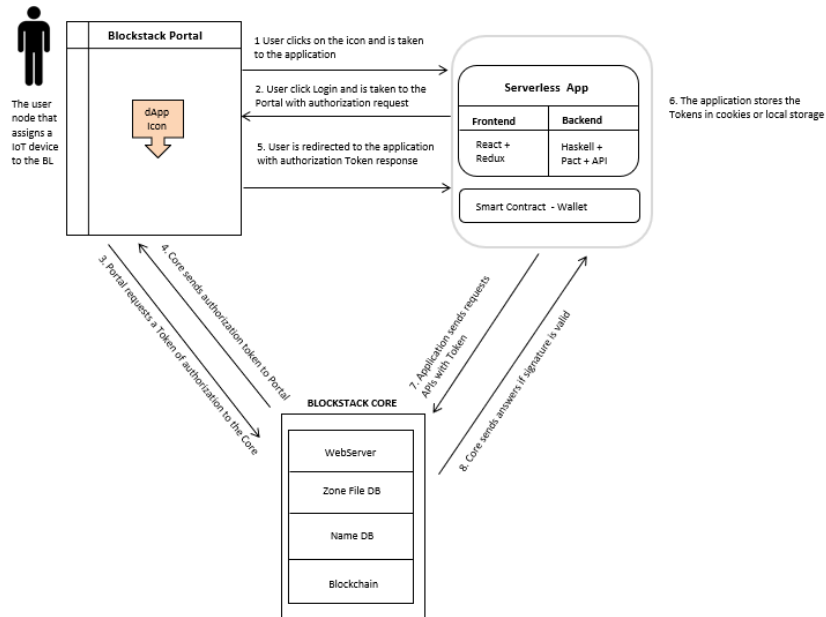 Blockstack Portal
The user
node that
assigns a
IoT device
to the BL
dApp
Icon
1 User clicks on the icon and is taken
to the application
2. User click Login and is taken to the
Portal with authorization request
5. User is redirected to the application
with authorization Token response
Serverless App
Frontend
Backend
React +
Redux
Haskell +
Pact + API
Smart Contract - Wallet
6. The application stores the
Tokens in cookies or local storage
3. Portal requests a Token of authorization to the Core
4. Core sends authorization token to Portal
7. Application sends requests
APIs with Token
8. Core sends answers if signature is valid
BLOCKSTACK CORE
WebServer
Zone File DB
Name DB
Blockchain